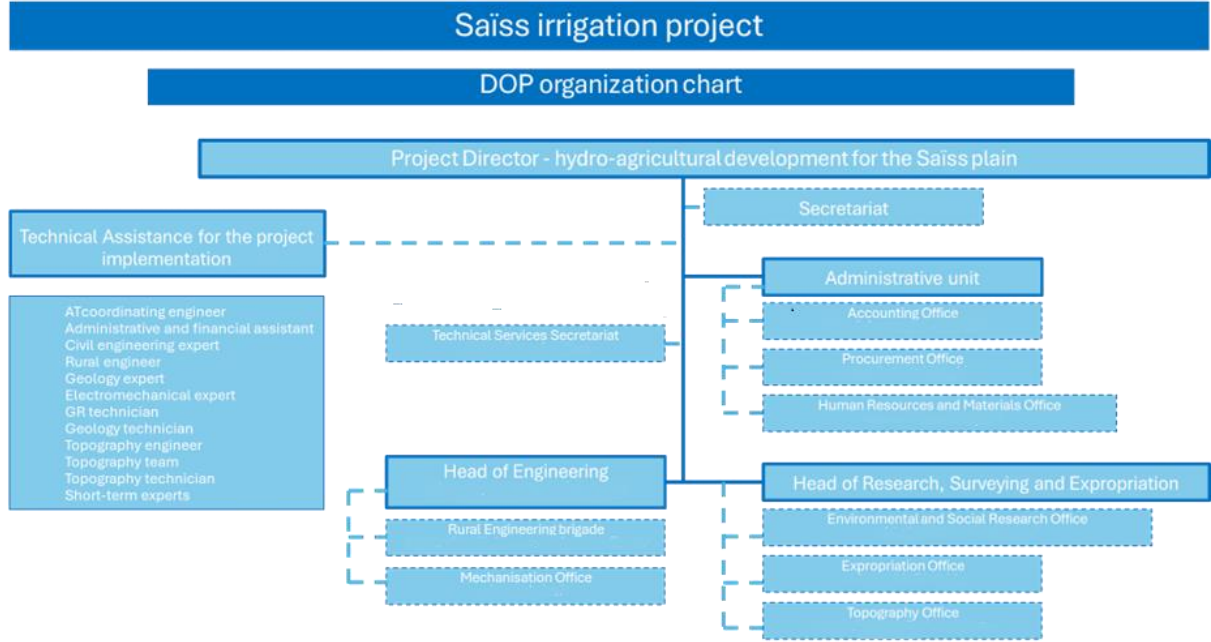 Saïss irrigation project
DOP organization chart
Project Director - hydro-agricultural development for the Saïss plain
Secretariat
Technical Assistance for the project
implementation
Administrative unit
ATcoordinating engineer
Administrative and financial assistant
Civil engineering expert
Rural engineer
Geology expert
Electromechanical expert
GR technician
Geology technician
Topography engineer
Topography team
Topography technician
Short-term experts
Accounting Office
Technical Services Secretariat
Procurement Office
Human Resources and Materials Office
Head of Engineering
Head of Research, Surveying and Expropriation
Rural Engineering brigade
Environmental and Social Research Office
Mechanisation Office
Expropriation Office
Topography Office